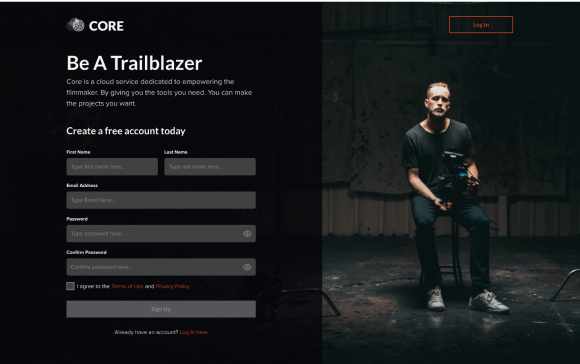 CORE
Log In
Be A Trailblazer
Core is a cloud service dedicated to empowering the
filmmaker. By giving you the tools you need. You can make
the projects you want.
Create a free account today
First Name
Last Name
Type first name here...
Type last name here...
Email Address
Type Email Here...
Password
Type password here...
Confirm Password
Confirm password here...
I agree to the Terms of Use and Privacy Policy
Sign Up
Already have an account? Log in here